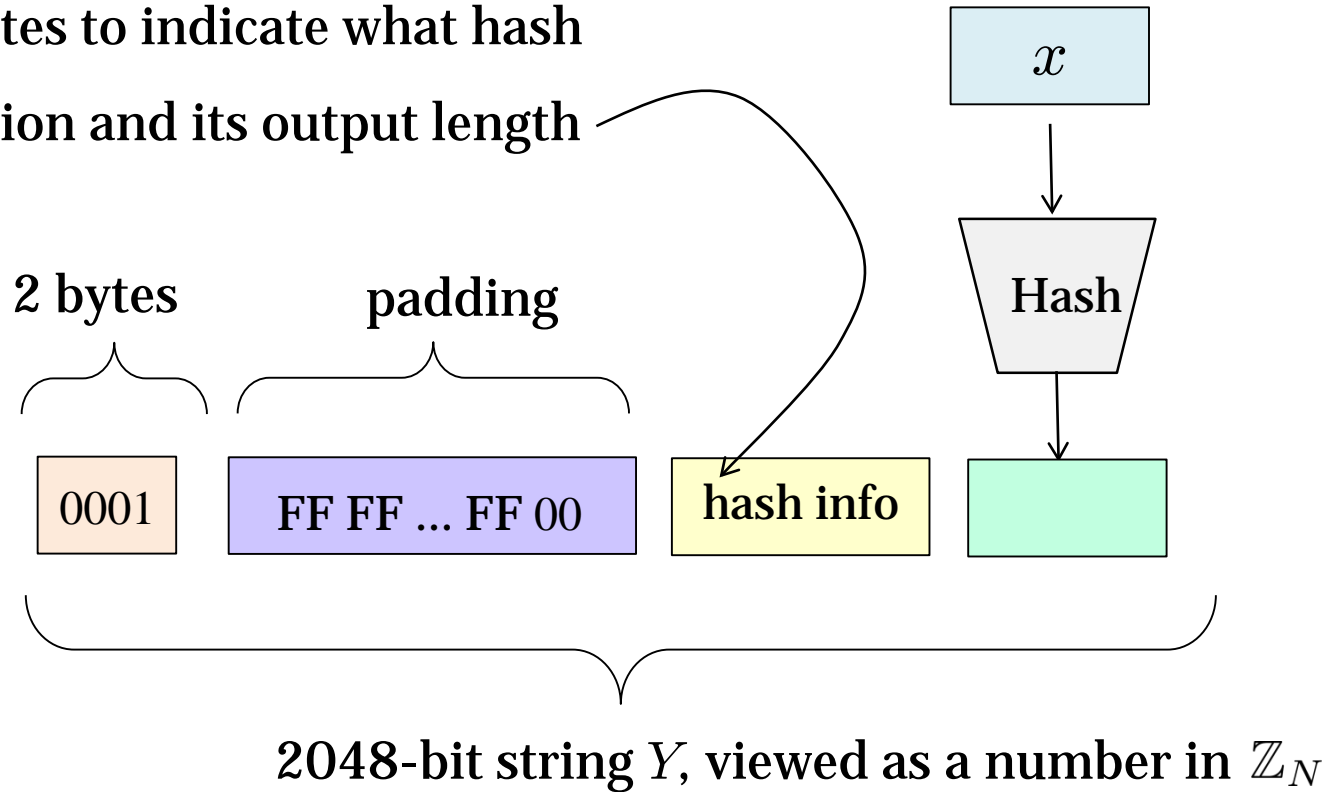 tes to indicate what hash
ion and its output length
x
Hash
2 bytes
padding
0001
FF FF ... FF 00
hash info
2048-bit string Y, viewed as a number in ℤ_N